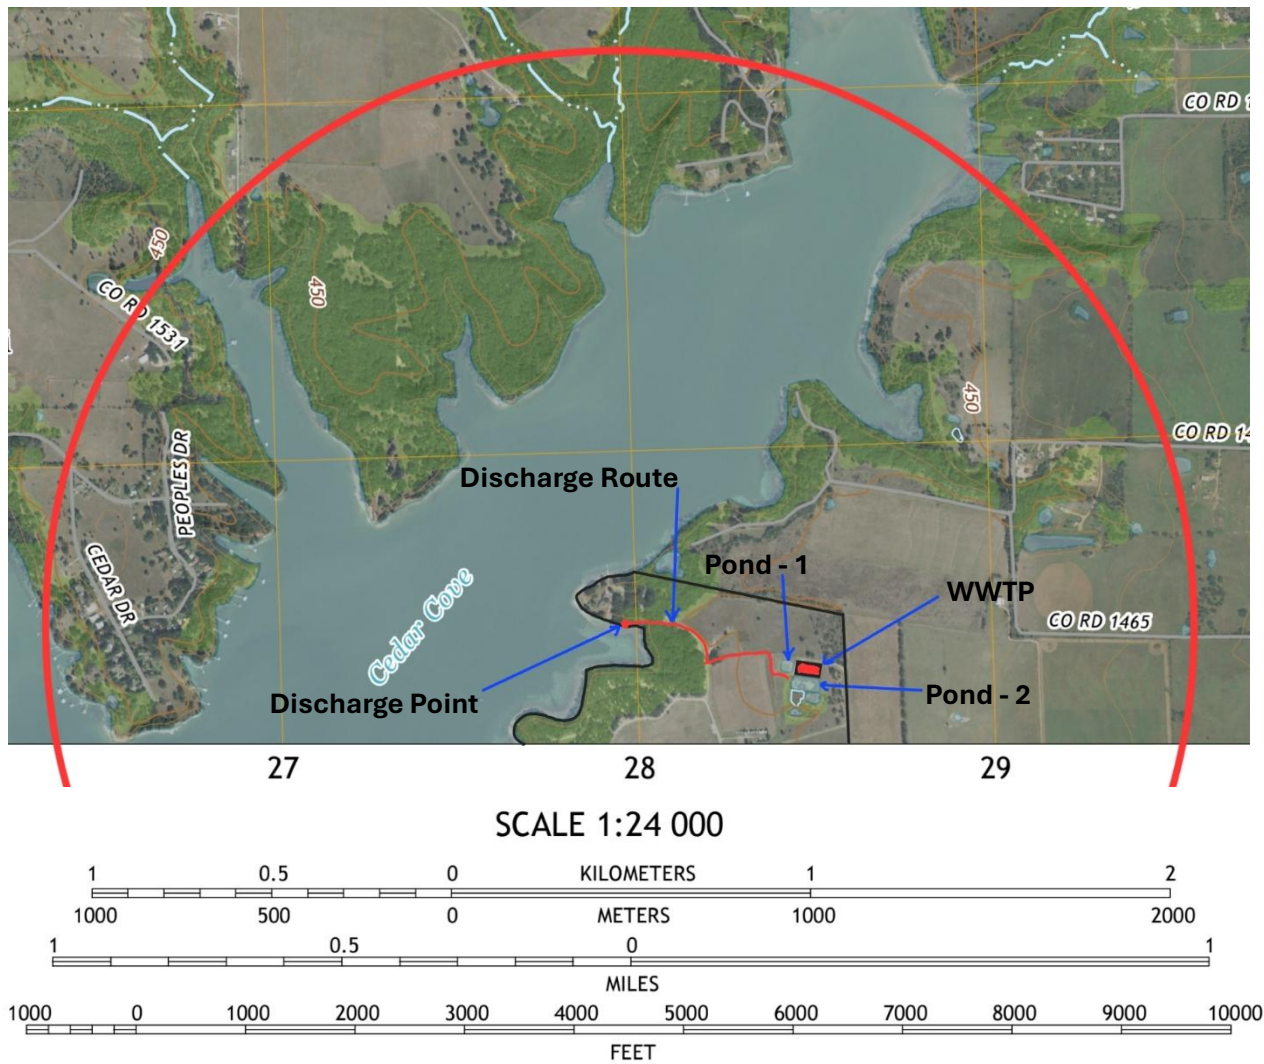 CO RD 1
450
450
CO RD 1531
450
CO RD 14
PEOPLES DR
Discharge Route
CEDAR DR
Pond - 1
WWTP
Cedar Cove
CO RD 1465
Discharge Point
Pond - 2
27 28 29
SCALE 1:24 000
1 0.5 0 KILOMETERS 1 2
1000 500 0 METERS 1000 2000
1 0.5 0 1
MILES
1000 0 1000 2000 3000 4000 5000 6000 7000 8000 9000 10000
FEET